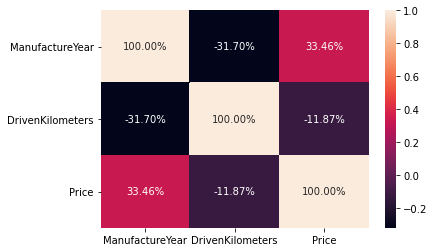 ManufactureYear 100.00% -31.70% 33.46%
DrivenKilometers -31.70% 100.00% -11.87%
Price 33.46% -11.87% 100.00%
ManufactureYear DrivenKilometers Price
1.0
0.8
0.6
0.4
0.2
0.0
−0.2